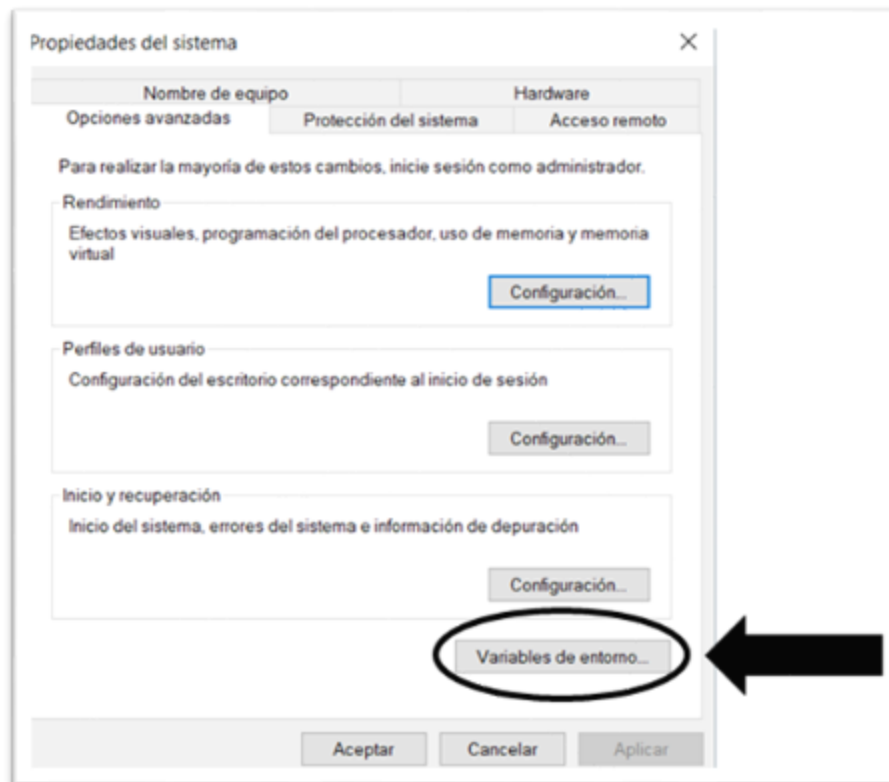 Propiedades del sistema
Nombre de equipo
Hardware
Opciones avanzadas
Protección del sistema
Acceso remoto
Para realizar la mayoría de estos cambios, inicie sesión como administrador.
Rendimiento
Efectos visuales, programación del procesador, uso de memoria y memoria
virtual
Configuración...
Perfiles de usuario
Configuración del escritorio correspondiente al inicio de sesión
Configuración...
Inicio y recuperación
Inicio del sistema, errores del sistema e información de depuración
Configuración...
Variables de entorno...
Aceptar
Cancelar
Aplicar